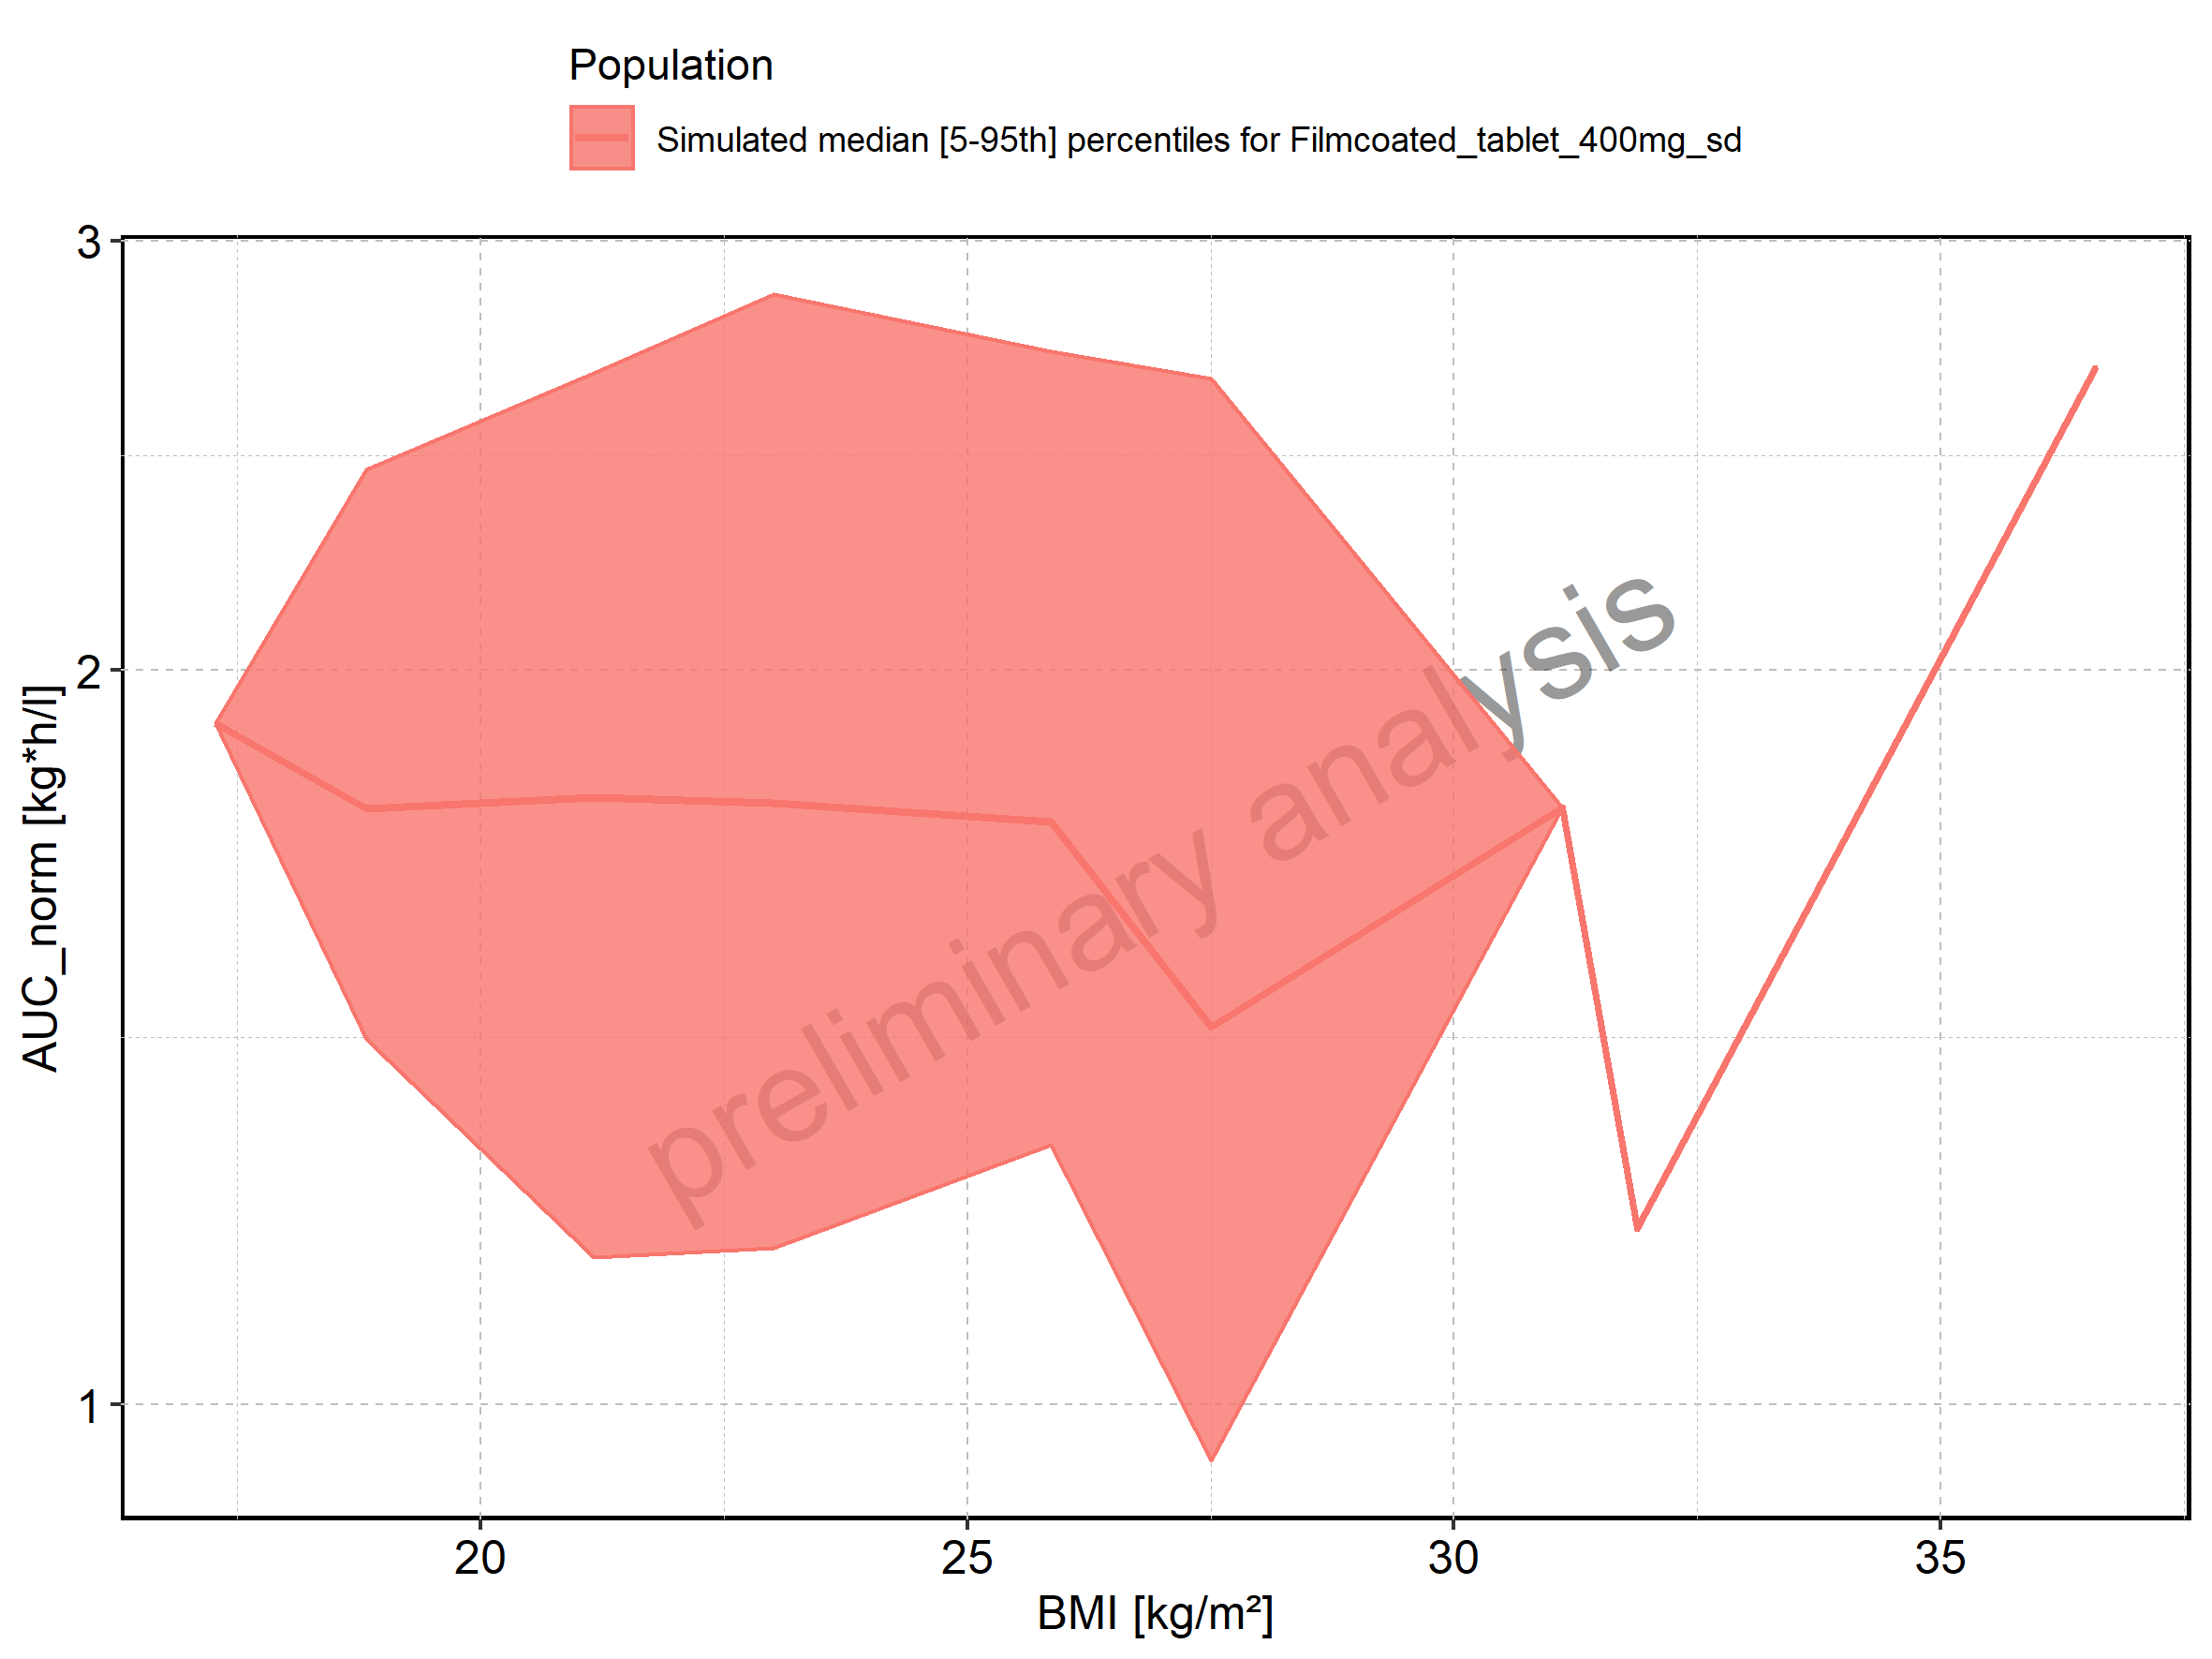 Population
Simulated median [5-95th] percentiles for Filmcoated_tablet_400mg_sd
3
2
1
AUC_norm [kg*h/l]
preliminary analysis
20 25 30 35
BMI [kg/m²]